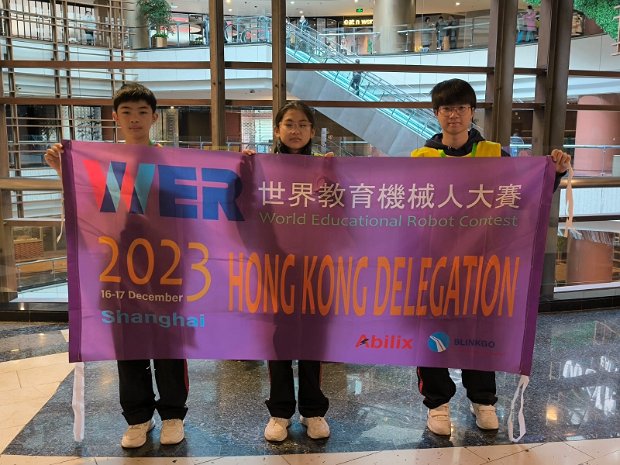 WER 世界教育機械人大賽
World Educational Robot Contest
2023 HONG KONG DELEGATION
16-17 December
Shanghai
Abilix BLINKGO